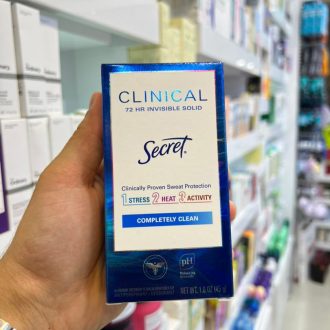 CLINICAL
72 HR INVISIBLE SOLID
Secret.
Clinically Proven Sweat Protection
1 STRESS 2 HEAT 3 ACTIVITY
COMPLETELY CLEAN
pH
NET WT. 1.6 OZ (45 g)